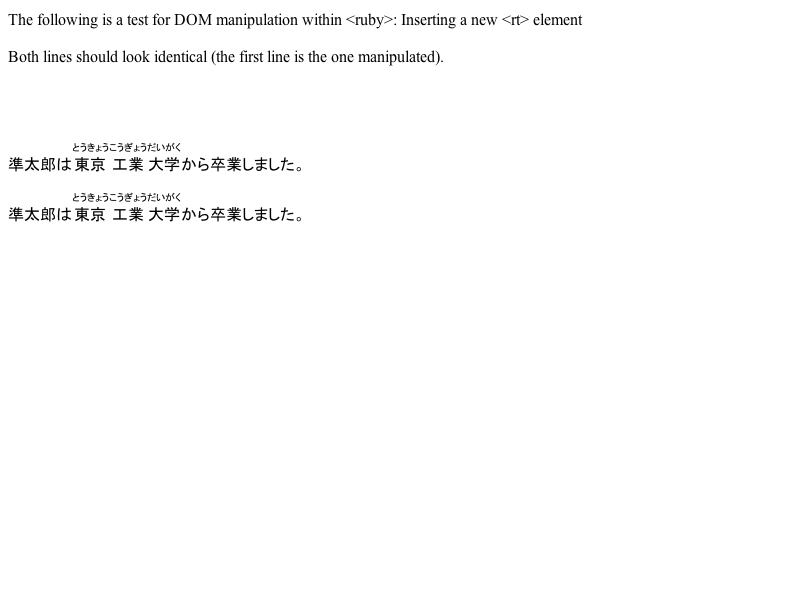 The following is a test for DOM manipulation within <ruby>: Inserting a new <rt> element
Both lines should look identical (the first line is the one manipulated).
とうきょうこうぎょうだいがく
準太郎は東京 工業 大学から卒業しました。
とうきょうこうぎょうだいがく
準太郎は東京 工業 大学から卒業しました。